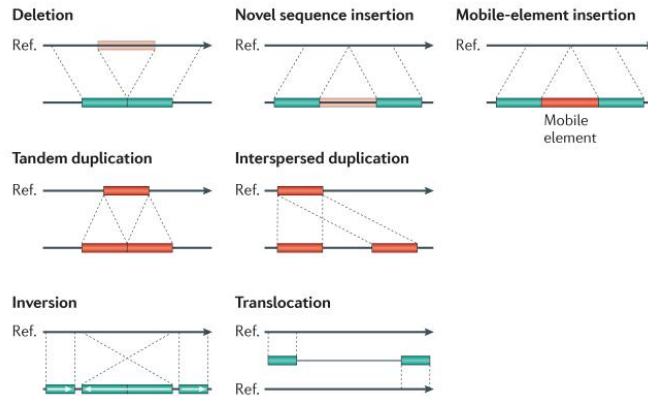 Deletion
Ref.
Novel sequence insertion
Ref.
Mobile-element insertion
Ref.
Mobile
element
Tandem duplication
Ref.
Interspersed duplication
Ref.
Inversion
Ref.
Translocation
Ref.
Ref.